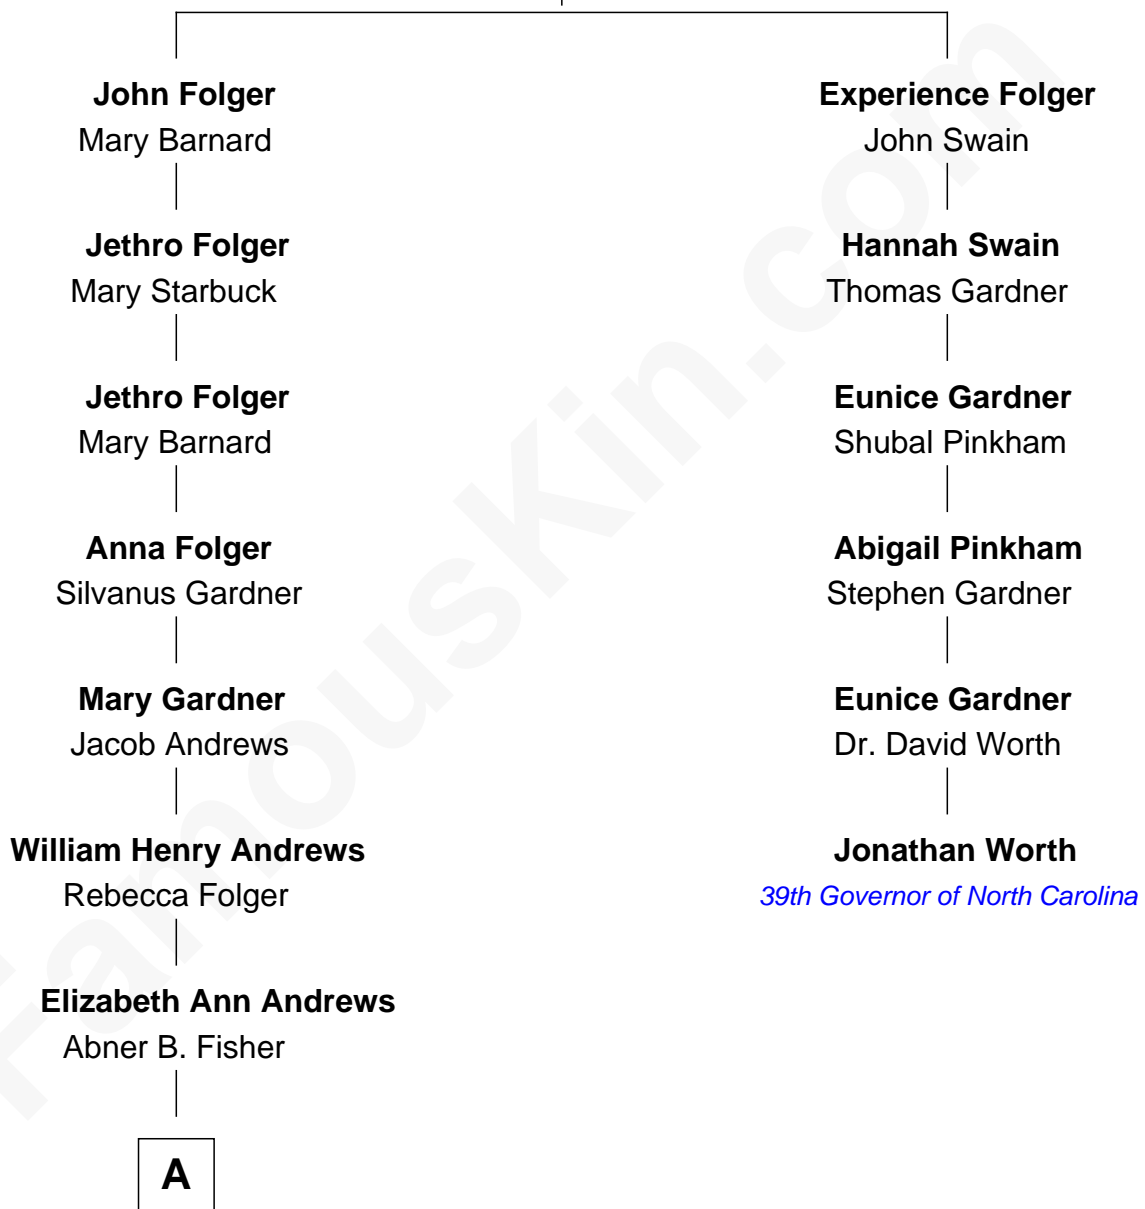 John Folger
Mary Barnard
Jethro Folger
Mary Starbuck
Jethro Folger
Mary Barnard
Anna Folger
Silvanus Gardner
Mary Gardner
Jacob Andrews
William Henry Andrews
Rebecca Folger
Elizabeth Ann Andrews
Abner B. Fisher
A
Experience Folger
John Swain
Hannah Swain
Thomas Gardner
Eunice Gardner
Shubal Pinkham
Abigail Pinkham
Stephen Gardner
Eunice Gardner
Dr. David Worth
Jonathan Worth
39th Governor of North Carolina
FamousKin.com